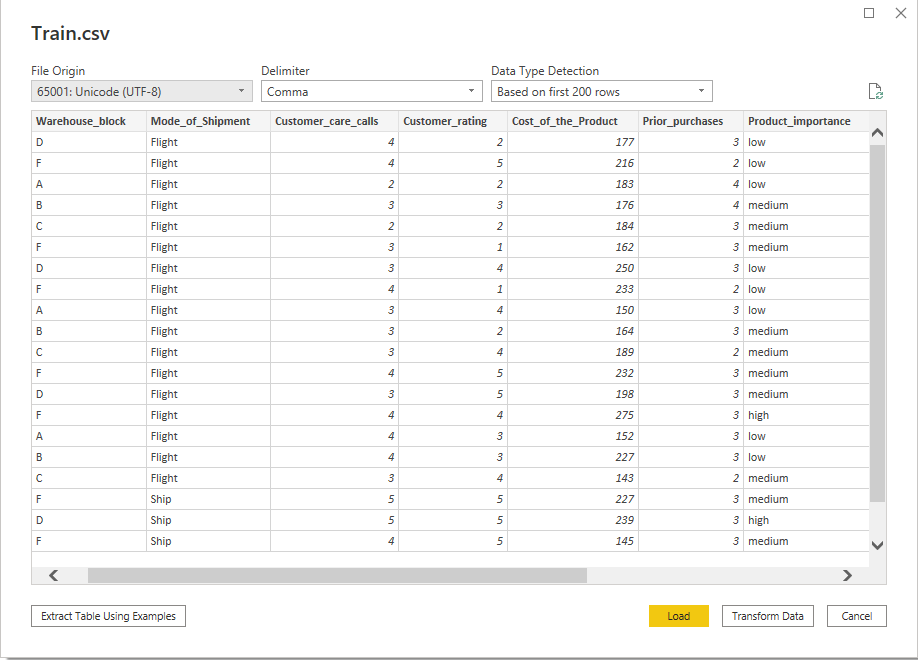 Train.csv
File Origin Delimiter Data Type Detection
65001: Unicode (UTF-8) Comma Based on first 200 rows
Warehouse_block Mode_of_Shipment Customer_care_calls Customer_rating Cost_of_the_Product Prior_purchases Product_importance
D Flight 4 2 177 3 low
F Flight 4 5 216 2 low
A Flight 2 2 183 4 low
B Flight 3 3 176 4 medium
C Flight 2 2 184 3 medium
F Flight 3 1 162 3 medium
D Flight 3 4 250 3 low
F Flight 4 1 233 2 low
A Flight 3 4 150 3 low
B Flight 3 2 164 3 medium
C Flight 3 4 189 2 medium
F Flight 4 5 232 3 medium
D Flight 3 5 198 3 medium
F Flight 4 4 275 3 high
A Flight 4 3 152 3 low
B Flight 4 3 227 3 low
C Flight 3 4 143 2 medium
F Ship 5 5 227 3 medium
D Ship 5 5 239 3 high
F Ship 4 5 145 3 medium
Extract Table Using Examples Load Transform Data Cancel